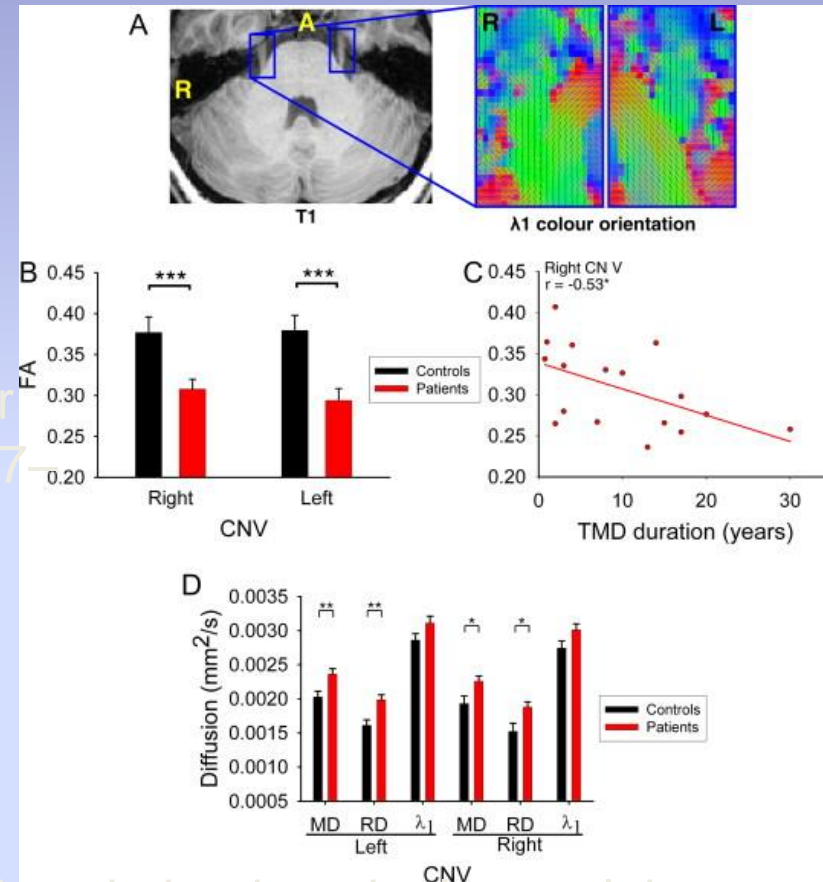 A
A
R
T1
R
L
λ1 colour orientation
B
0.45
0.40
0.35
0.30
0.25
0.20
FA
***
***
Right
Left
CNV
Controls
Patients
C
0.45
0.40
0.35
0.30
0.25
0.20
Right CN V
r = -0.53*
0
10
20
30
TMD duration (years)
r
7–
D
0.0035
0.0030
0.0025
0.0020
0.0015
0.0010
0.0005
Diffusion (mm²/s)
**
**
*
*
MD RD λ1 MD RD λ1
Left Right
CNV
Controls
Patients